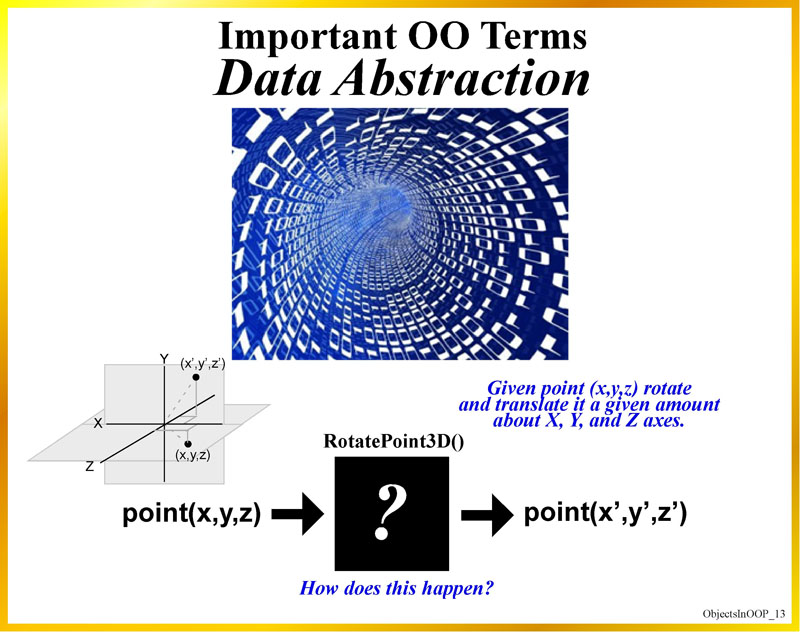 Important OO Terms
Data Abstraction
Y
(x’,y’,z’)
X
Z
(x,y,z)
Given point (x,y,z) rotate
and translate it a given amount
about X, Y, and Z axes.
RotatePoint3D()
point(x,y,z)
?
point(x’,y’,z’)
How does this happen?
ObjectsInOOP_13